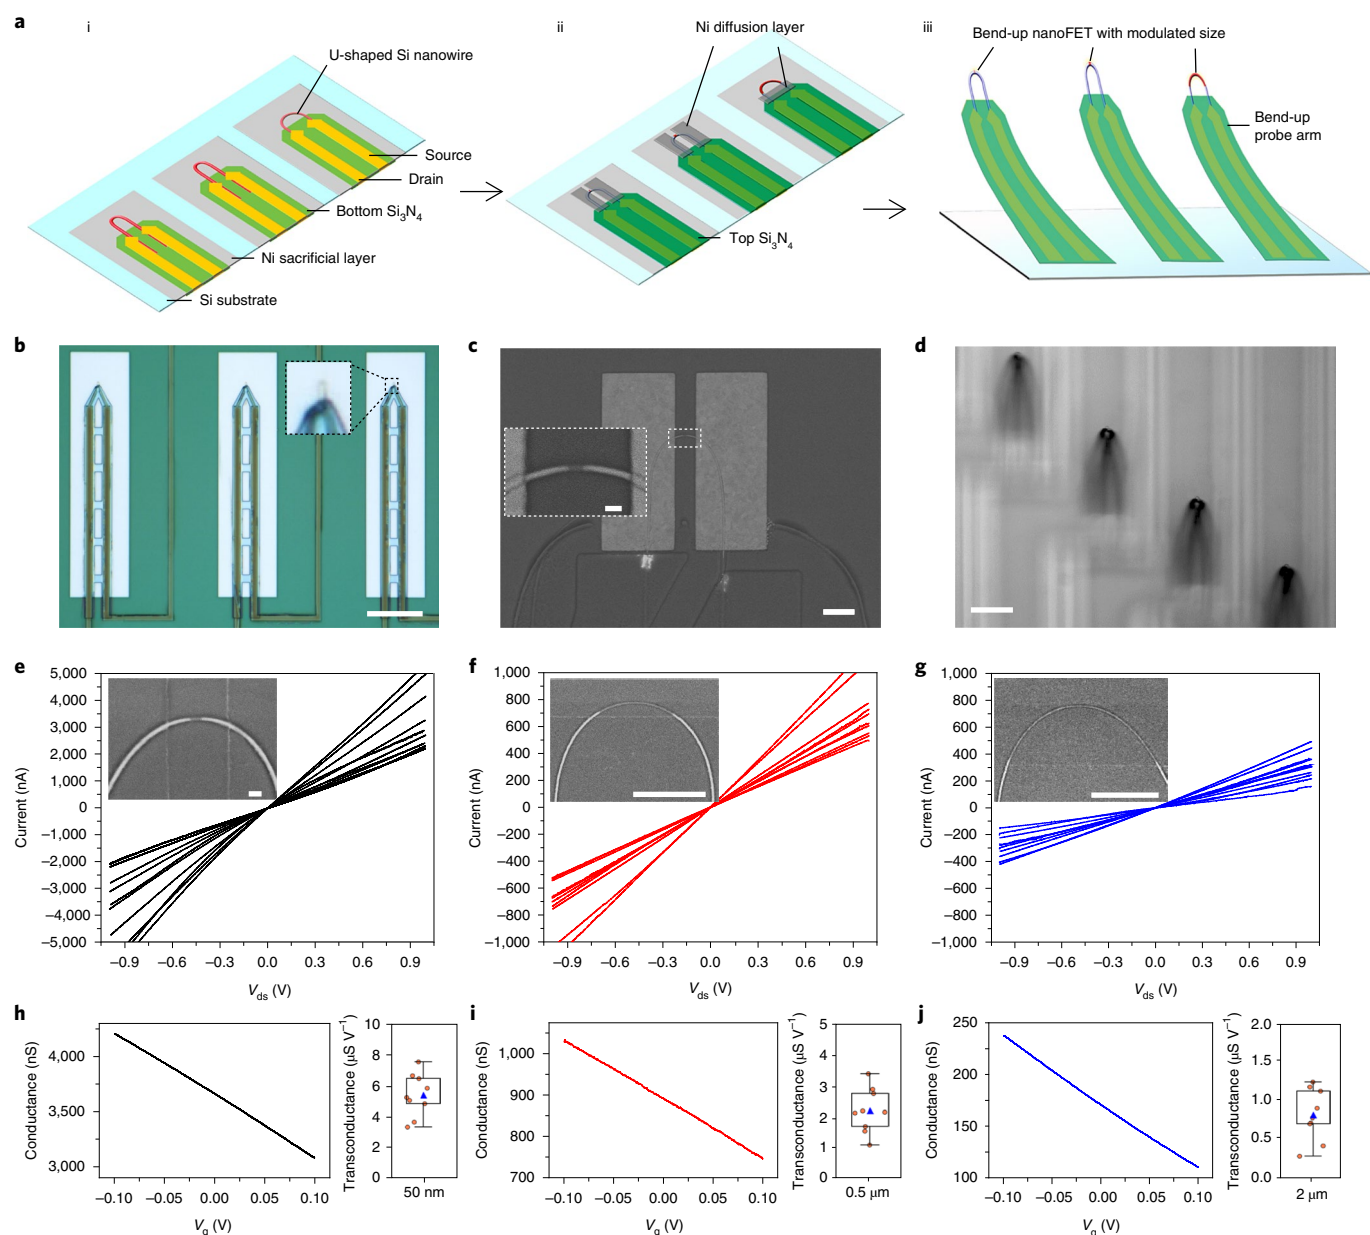 a
i
ii
iii
U-shaped Si nanowire
Source
Drain
Bottom Si₃N₄
Ni sacrificial layer
Si substrate
Ni diffusion layer
Top Si₃N₄
Bend-up nanoFET with modulated size
Bend-up
probe arm
b
c
d
e
Current (nA)
5,000
4,000
3,000
2,000
1,000
0
–1,000
–2,000
–3,000
–4,000
–5,000
–0.9 –0.6 –0.3 0.0 0.3 0.6 0.9
V_ds (V)
f
Current (nA)
1,000
800
600
400
200
0
–200
–400
–600
–800
–1,000
–0.9 –0.6 –0.3 0.0 0.3 0.6 0.9
V_ds (V)
g
Current (nA)
1,000
800
600
400
200
0
–200
–400
–600
–800
–1,000
–0.9 –0.6 –0.3 0.0 0.3 0.6 0.9
V_ds (V)
h
Conductance (nS)
4,000
3,500
3,000
–0.10 –0.05 0.00 0.05 0.10
V_g (V)
Transconductance (μS V⁻¹)
10
8
6
4
2
0
50 nm
i
Conductance (nS)
1,000
900
800
700
–0.10 –0.05 0.00 0.05 0.10
V_g (V)
Transconductance (μS V⁻¹)
5
4
3
2
1
0
0.5 μm
j
Conductance (nS)
250
200
150
100
–0.10 –0.05 0.00 0.05 0.10
V_g (V)
Transconductance (μS V⁻¹)
2.0
1.5
1.0
0.5
0.0
2 μm